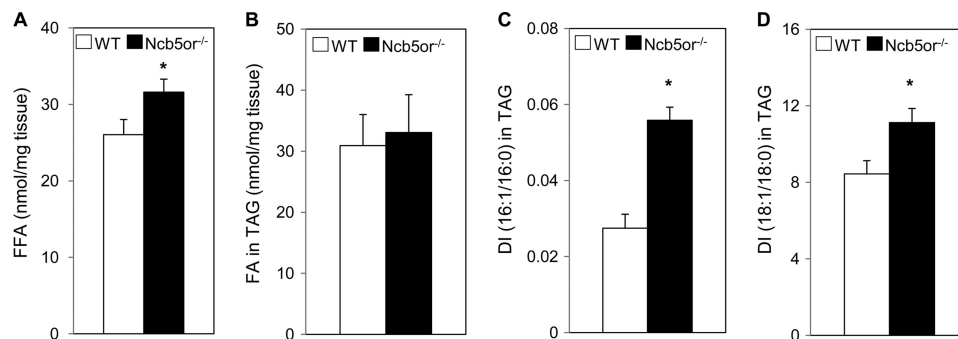 A
WT Ncb5or-/-
*
FFA (nmol/mg tissue)
40
30
20
10
0
B
WT Ncb5or-/-
FA in TAG (nmol/mg tissue)
50
40
30
20
10
0
C
WT Ncb5or-/-
*
DI (16:1/16:0) in TAG
0.08
0.06
0.04
0.02
0
D
WT Ncb5or-/-
*
DI (18:1/18:0) in TAG
16
12
8
4
0